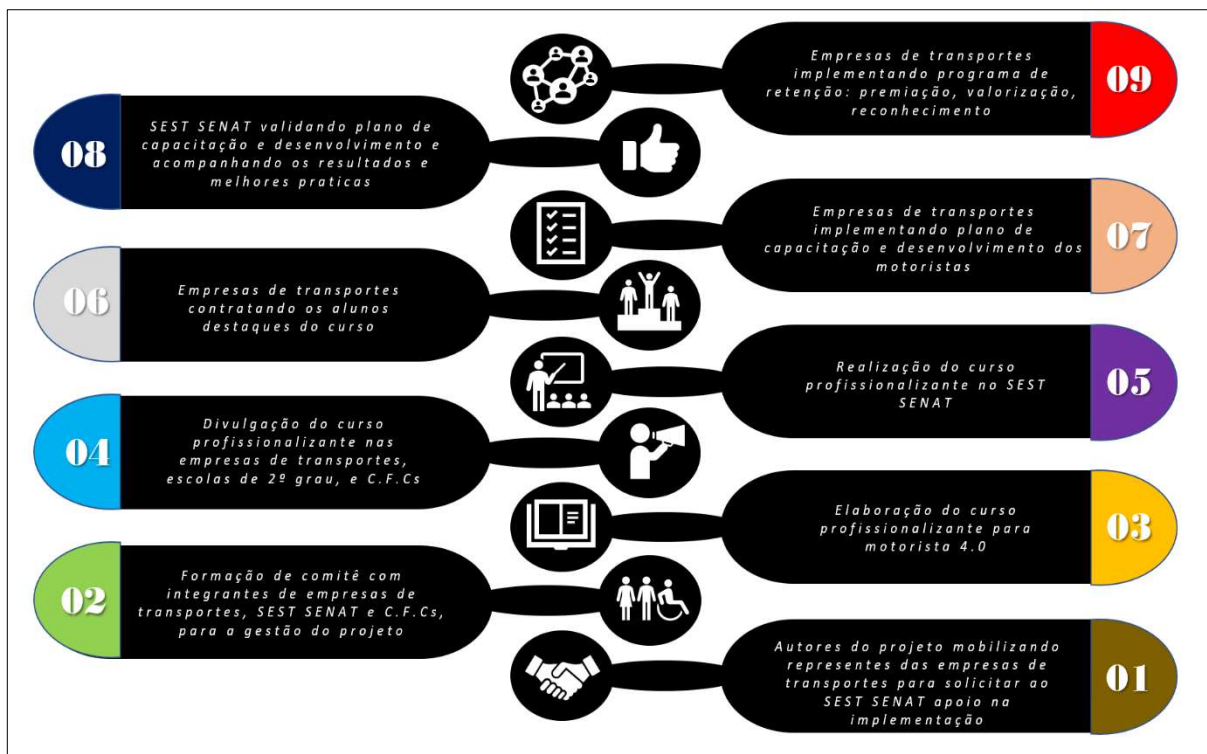 09
Empresas de transportes
implementando programa de
retenção: premiação, valorização,
reconhecimento
08
SEST SENAT validando plano de
capacitação e desenvolvimento e
acompanhando os resultados e
melhores praticas
07
Empresas de transportes
implementando plano de
capacitação e desenvolvimento dos
motoristas
06
Empresas de transportes
contratando os alunos
destaques do curso
05
Realização do curso
profissionalizante no SEST
SENAT
04
Divulgação do curso
profissionalizante nas
empresas de transportes,
escolas de 2º grau, e C.F.Cs
03
Elaboração do curso
profissionalizante para
motorista 4.0
02
Formação de comitê com
integrantes de empresas de
transportes, SEST SENAT e C.F.Cs,
para a gestão do projeto
01
Autores do projeto mobilizando
representes das empresas de
transportes para solicitar ao
SEST SENAT apoio na
implementação